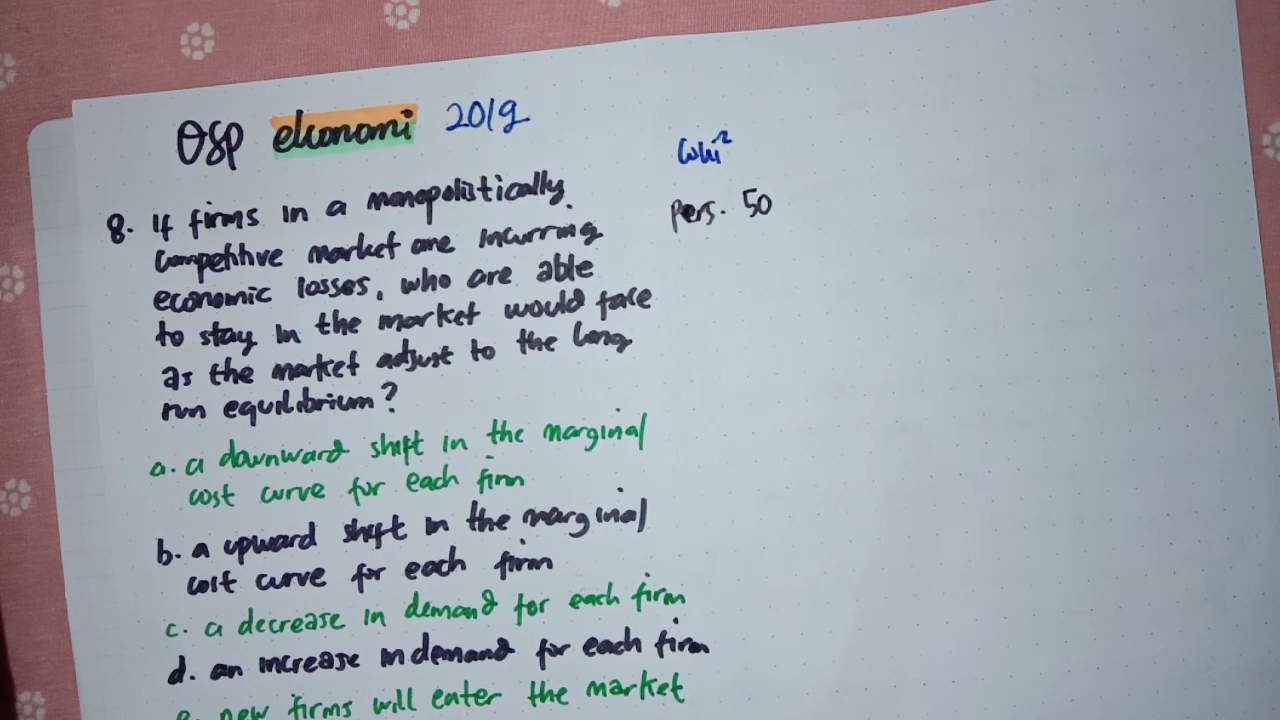 OSP ekonomi 2019
8. If firms in a monopolistically
competitive market are incurring
economic losses, who are able
to stay in the market would face
as the market adjust to the long
run equilibrium?
a. a downward shift in the marginal
cost curve for each firm
b. a upward shift in the marginal
cost curve for each firm
c. a decrease in demand for each firm
d. an increase in demand for each firm
e. new firms will enter the market
Pers. 50